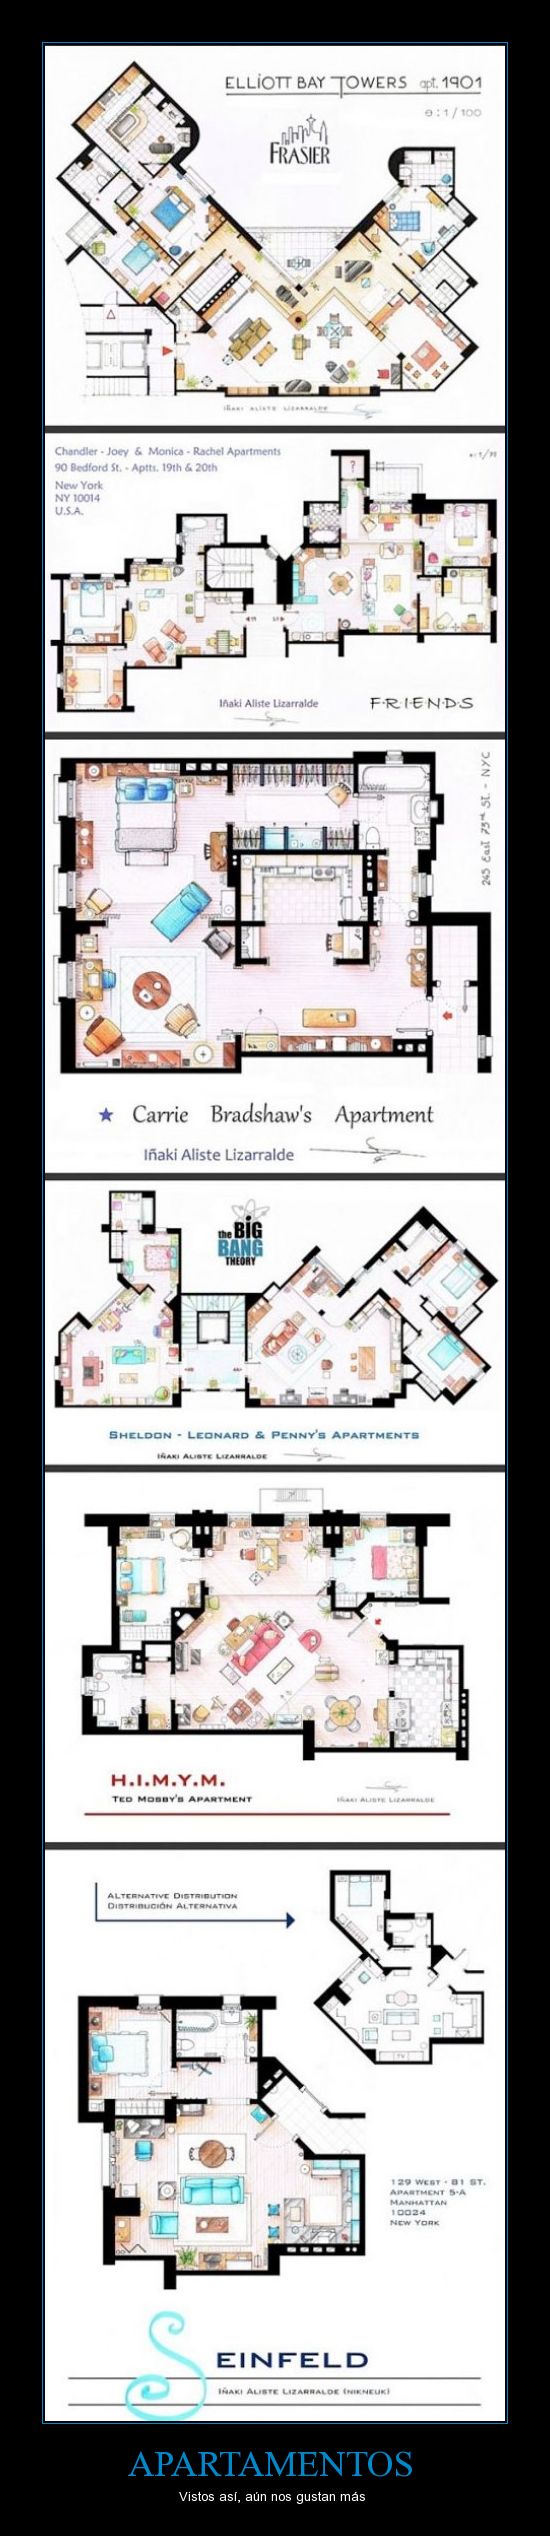 ELLIOTT BAY TOWERS apt. 1901
e: 1 / 100
FRASIER
IÑAKI ALISTE LIZARRALDE
Chandler - Joey & Monica - Rachel Apartments
90 Bedford St. - Aptts. 19th & 20th
New York
NY 10014
U.S.A.
?
19 20
Iñaki Aliste Lizarralde
F·R·I·E·N·D·S
245 East 73rd St. - NYC
Carrie Bradshaw's Apartment
Iñaki Aliste Lizarralde
the BIG
BANG
THEORY
SHELDON - LEONARD & PENNY'S APARTMENTS
IÑAKI ALISTE LIZARRALDE
H.I.M.Y.M.
TED MOSBY'S APARTMENT
IÑAKI ALISTE LIZARRALDE
ALTERNATIVE DISTRIBUTION
DISTRIBUCIÓN ALTERNATIVA
TV
129 WEST - 81 ST.
APARTMENT 5-A
MANHATTAN
10024
NEW YORK
SEINFELD
IÑAKI ALISTE LIZARRALDE (NIKNEUK)
APARTAMENTOS
Vistos así, aún nos gustan más